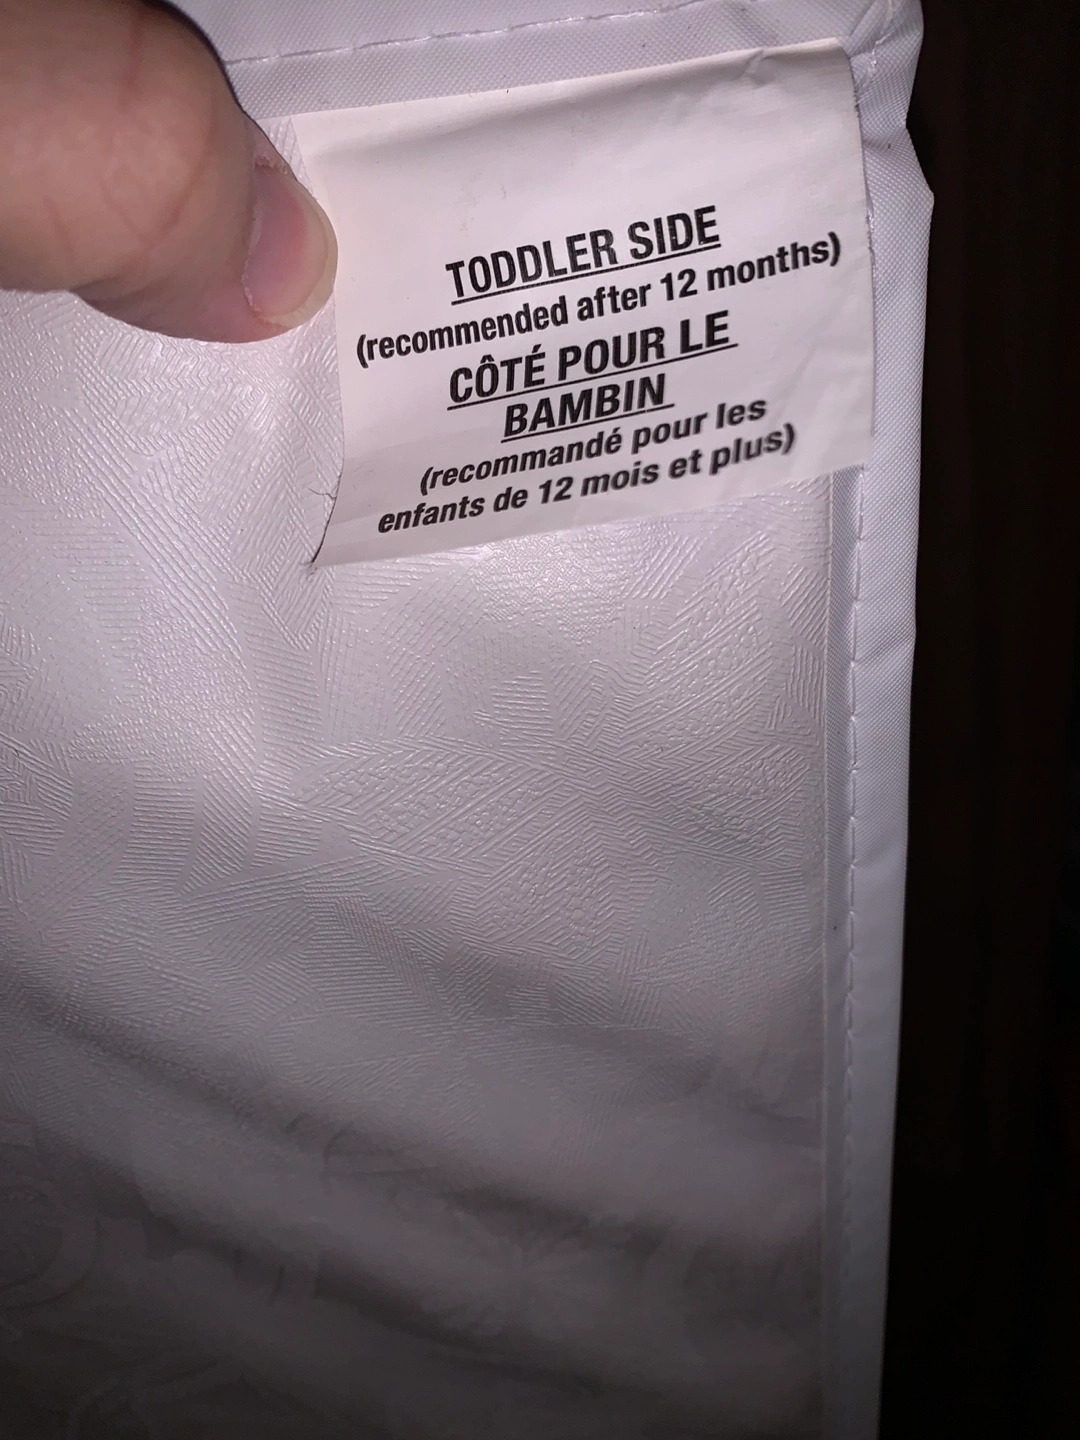 TODDLER SIDE
(recommended after 12 months)
CÔTÉ POUR LE
BAMBIN
(recommandé pour les
enfants de 12 mois et plus)